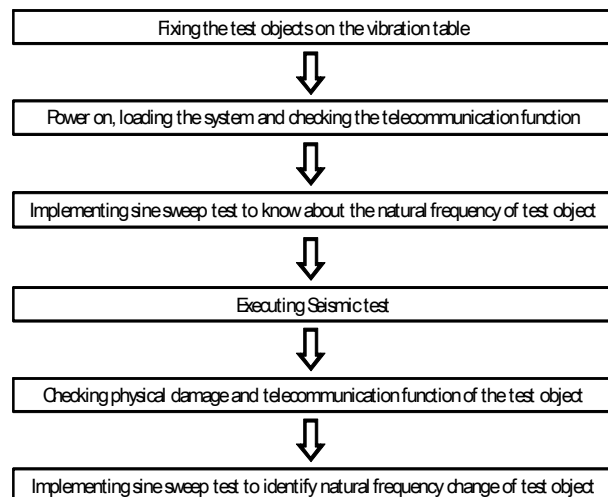 Fixing the test objects on the vibration table
Power on, loading the system and checking the telecommunication function
Implementing sine sweep test to know about the natural frequency of test object
Executing Seismic test
Checking physical damage and telecommunication function of the test object
Implementing sine sweep test to identify natural frequency change of test object